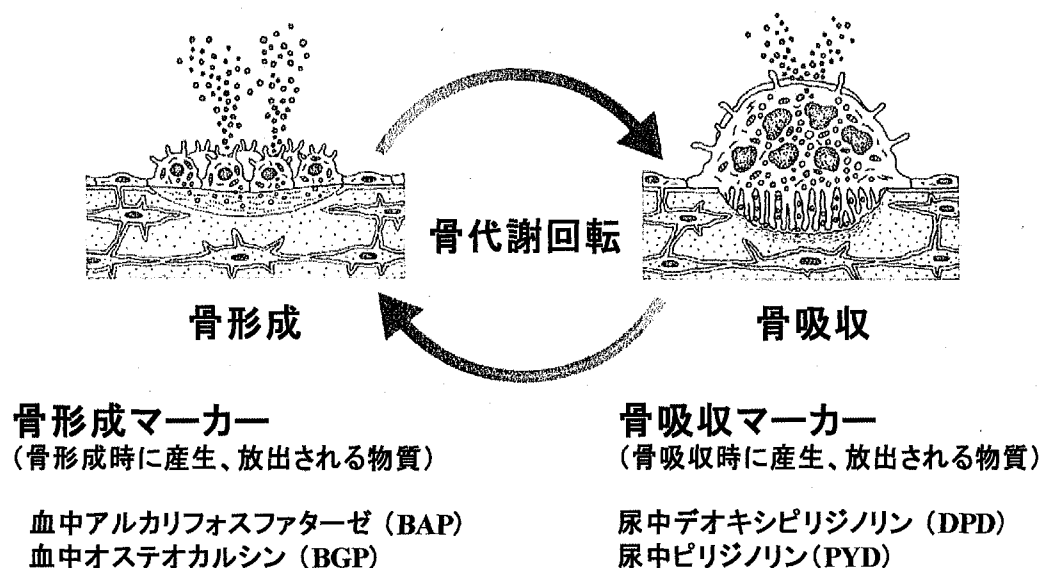 骨代謝回転
骨形成
骨吸収
骨形成マーカー
（骨形成時に産生、放出される物質）
血中アルカリフォスファターゼ（BAP）
血中オステオカルシン（BGP）
骨吸収マーカー
（骨吸収時に産生、放出される物質）
尿中デオキシピリジノリン（DPD）
尿中ピリジノリン(PYD)